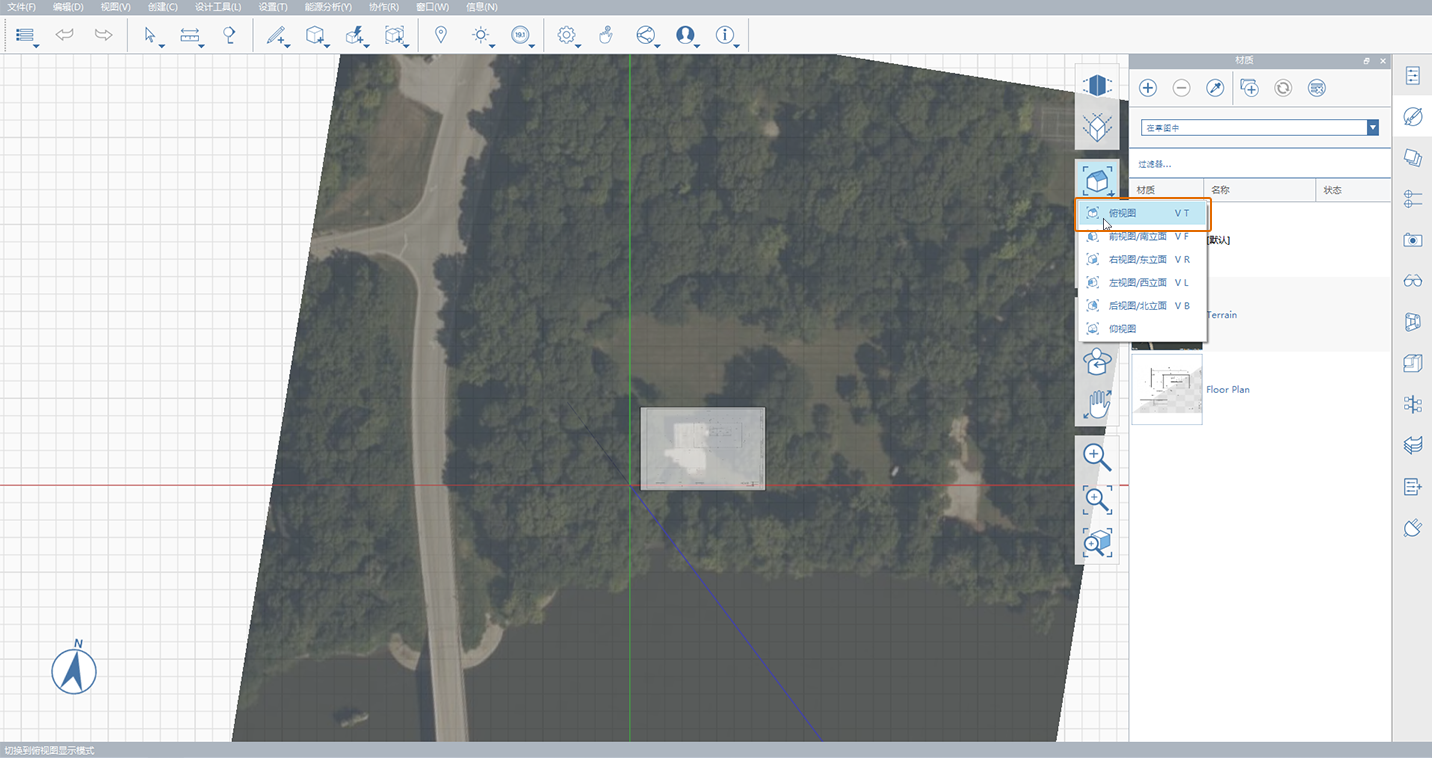 文件(F) 编辑(D) 视图(V) 创建(C) 设计工具(L) 设置(T) 能源分析(Y) 协作(R) 窗口(W) 信息(N)
191
材质
在草图中
过滤器...
材质 名称 状态
俯视图 V T
前视图/南立面 V F
[默认]
右视图/东立面 V R
左视图/西立面 V L
后视图/北立面 V B
Terrain
仰视图
Floor Plan
N
切换到俯视图显示模式